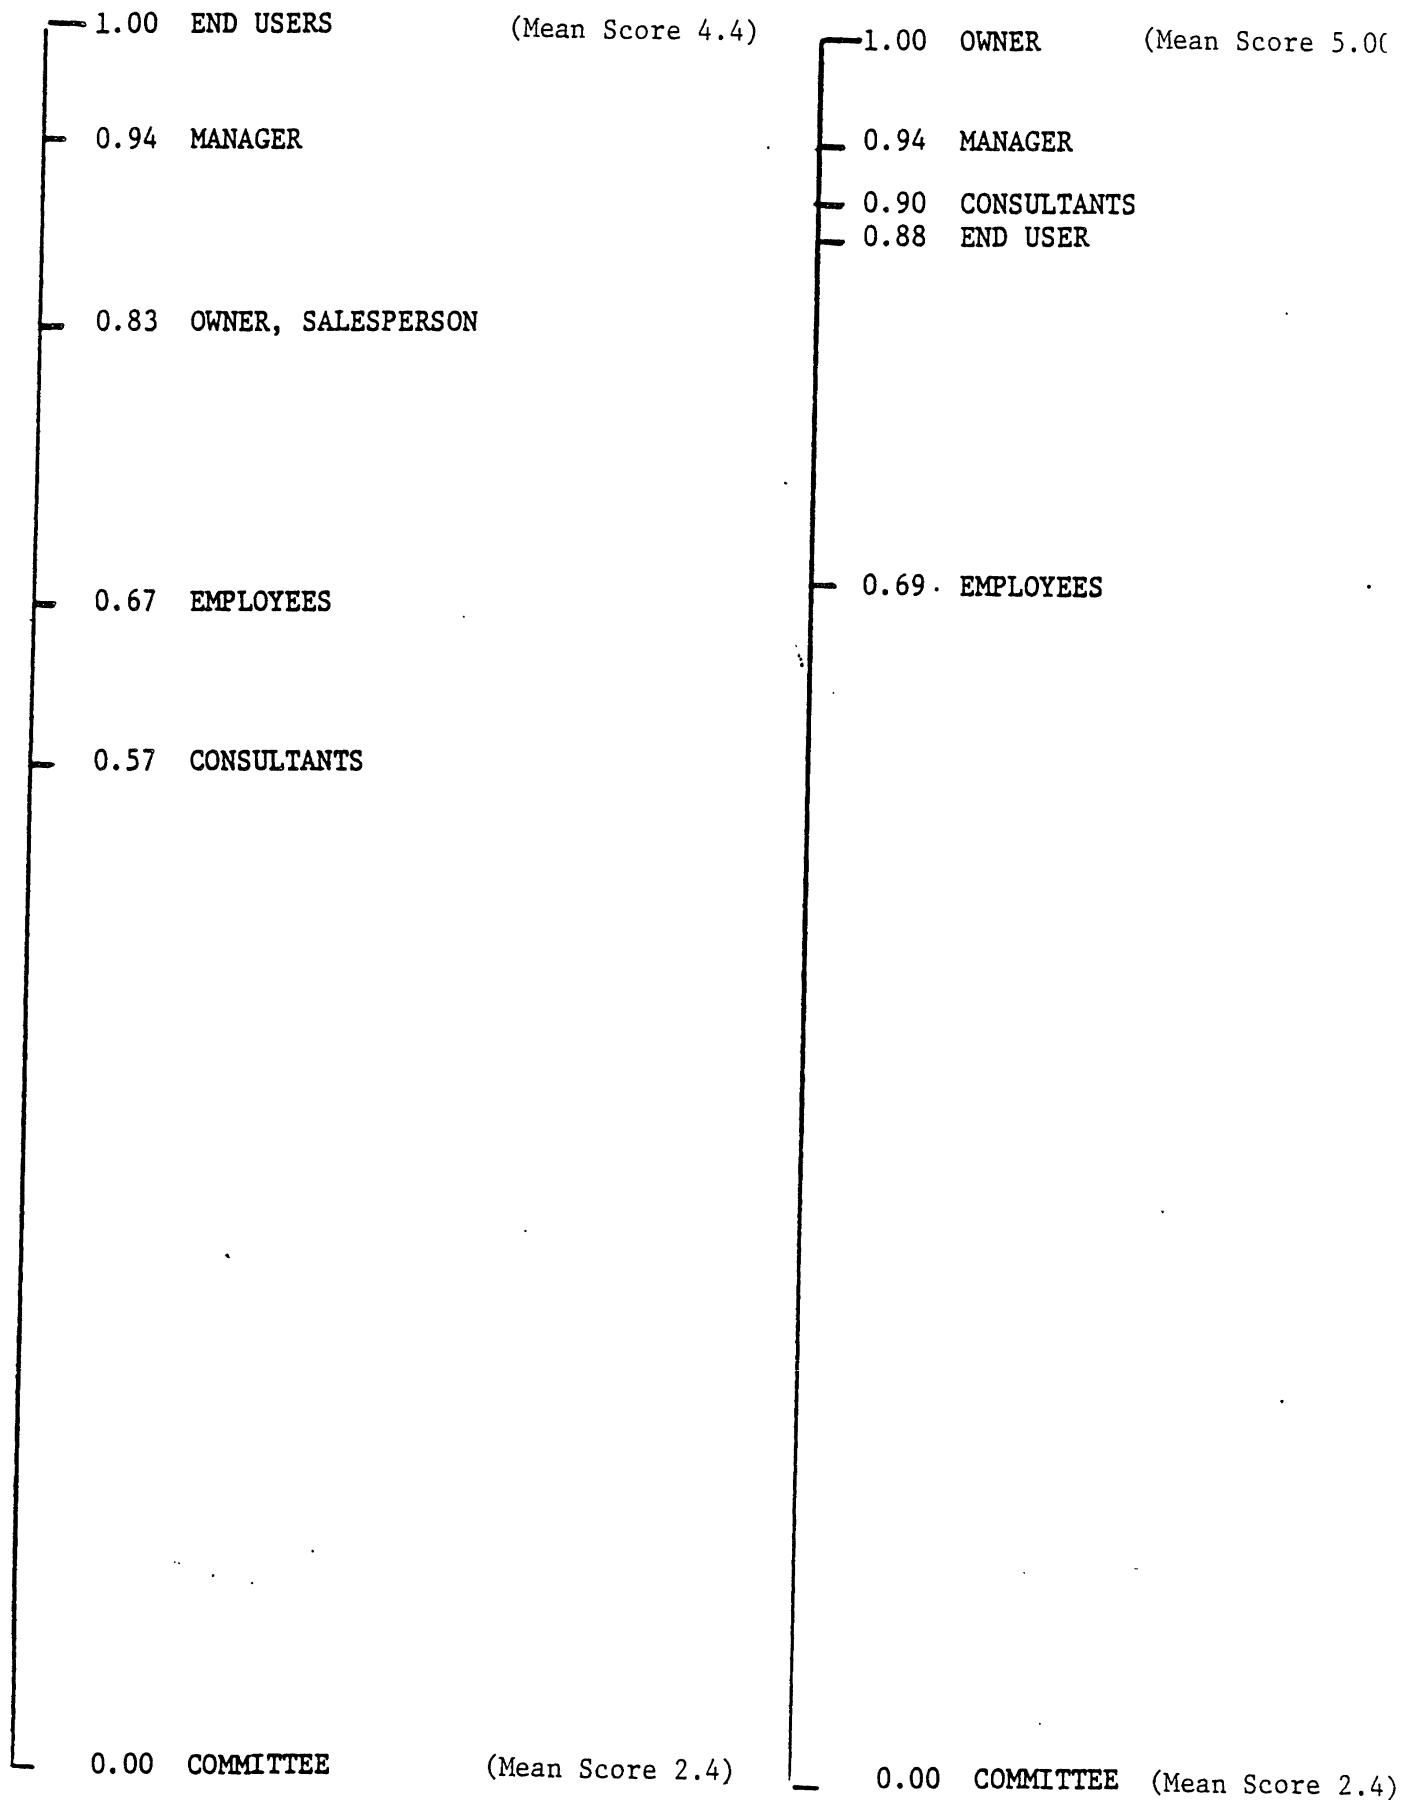 1.00 END USERS (Mean Score 4.4)
0.94 MANAGER
0.83 OWNER, SALESPERSON
0.67 EMPLOYEES
0.57 CONSULTANTS
0.00 COMMITTEE (Mean Score 2.4)
1.00 OWNER (Mean Score 5.00
0.94 MANAGER
0.90 CONSULTANTS
0.88 END USER
0.69 EMPLOYEES
0.00 COMMITTEE (Mean Score 2.4)